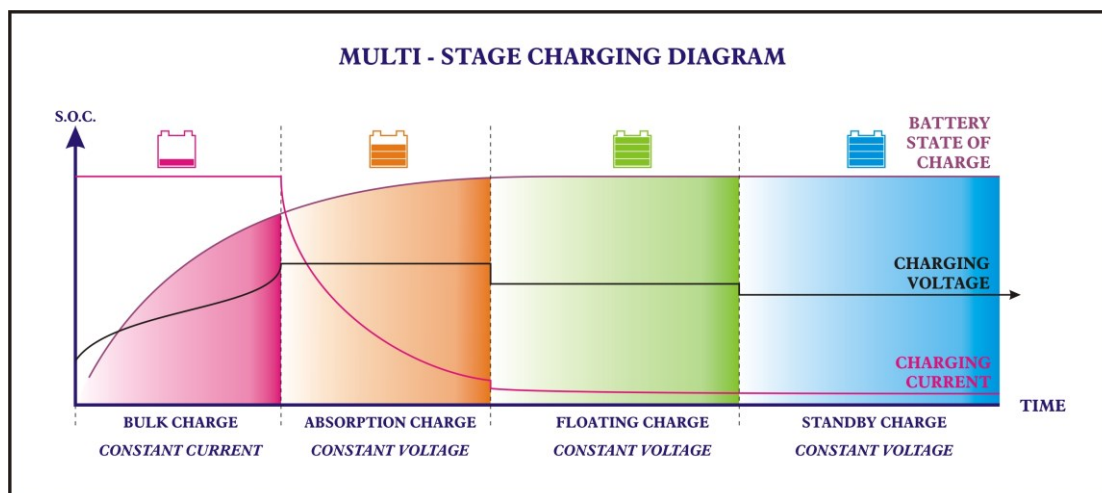 MULTI - STAGE CHARGING DIAGRAM
S.O.C.
BATTERY
STATE OF
CHARGE
CHARGING
VOLTAGE
CHARGING
CURRENT
TIME
BULK CHARGE
CONSTANT CURRENT
ABSORPTION CHARGE
CONSTANT VOLTAGE
FLOATING CHARGE
CONSTANT VOLTAGE
STANDBY CHARGE
CONSTANT VOLTAGE